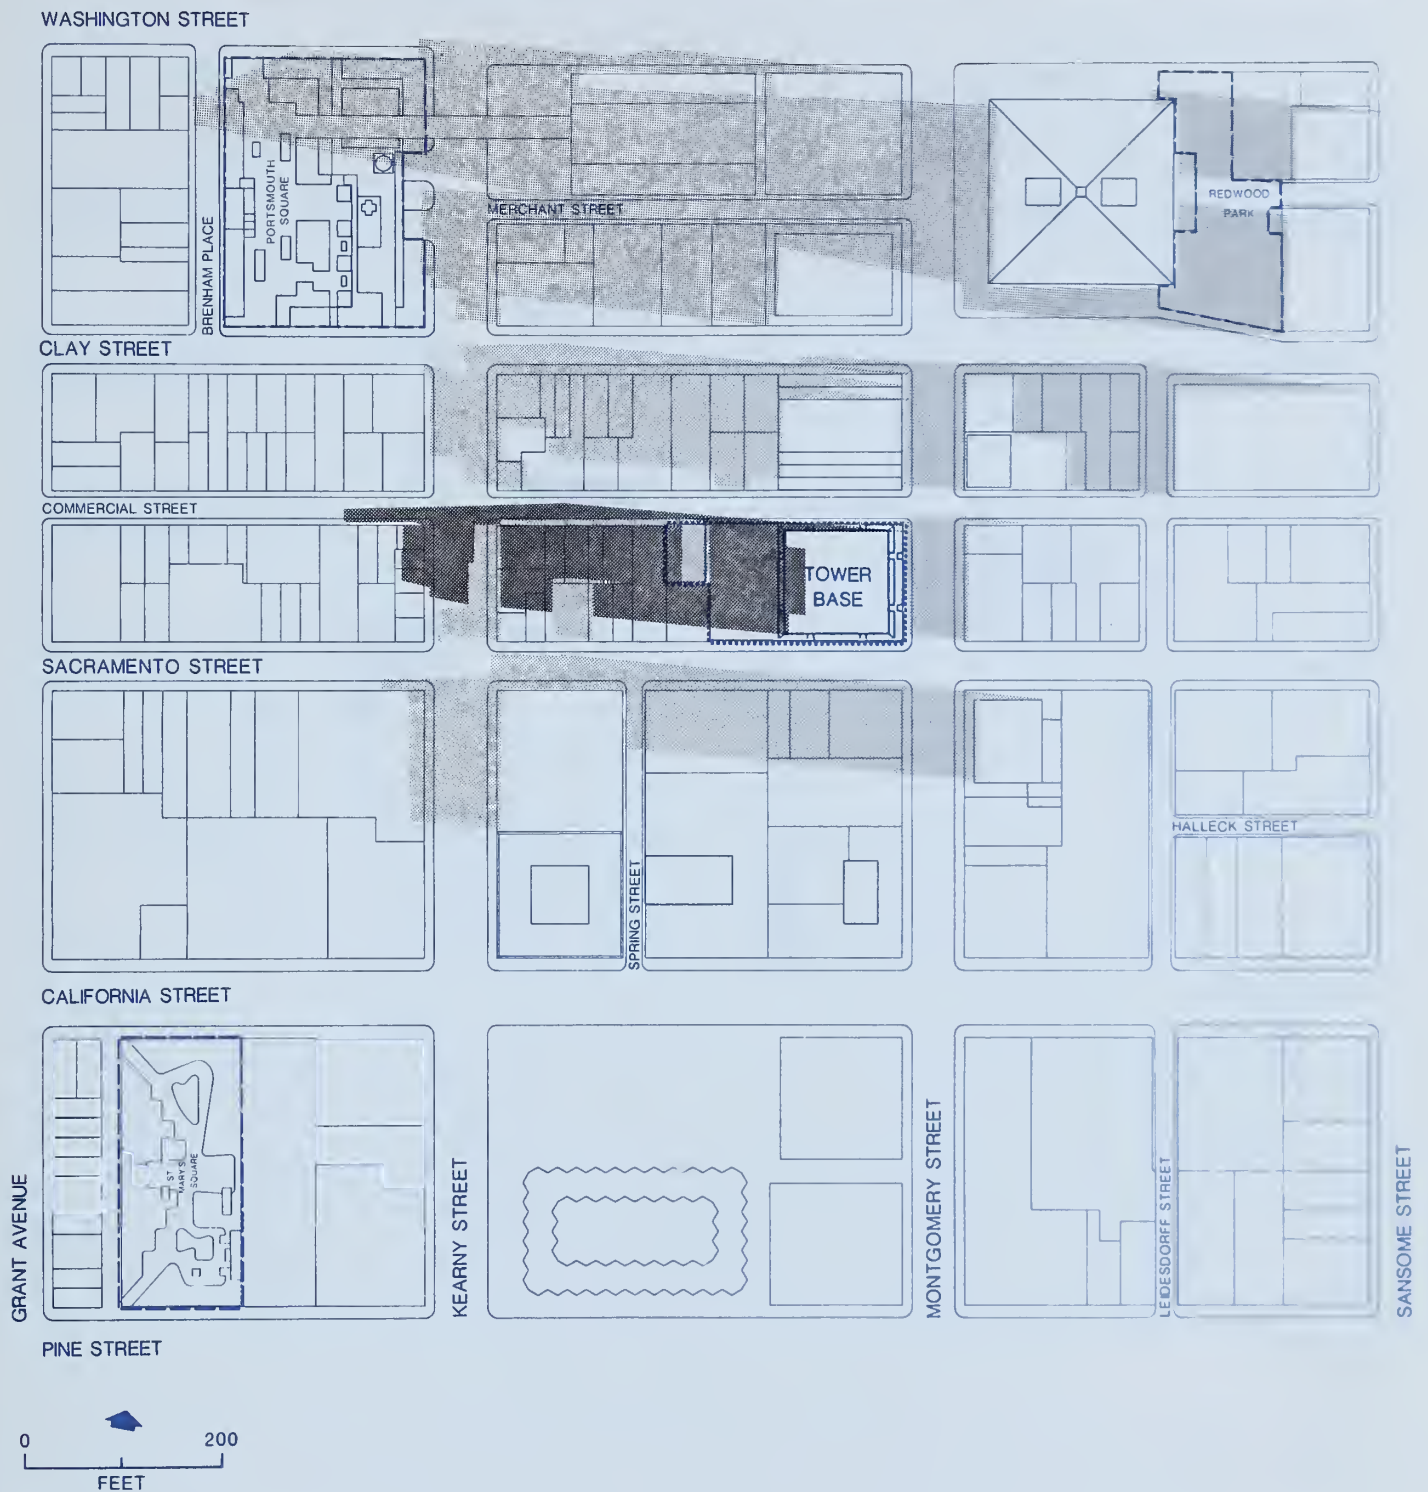 WASHINGTON STREET
PORTSMOUTH
SQUARE
BRENHAM PLACE
MERCHANT STREET
REDWOOD
PARK
CLAY STREET
COMMERCIAL STREET
TOWER
BASE
SACRAMENTO STREET
SPRING STREET
HALLECK STREET
CALIFORNIA STREET
GRANT AVENUE
ST
MARY'S
SQUARE
KEARNY STREET
MONTGOMERY STREET
LEIDESDORFF STREET
SANSOME STREET
PINE STREET
0 200
FEET